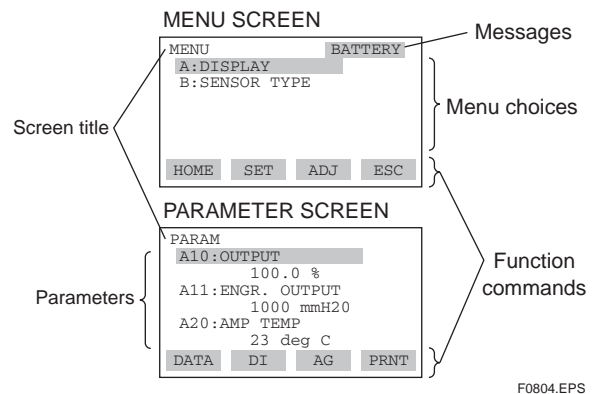 MENU SCREEN
Messages
MENU BATTERY
A:DISPLAY
B:SENSOR TYPE
Menu choices
Screen title
HOME SET ADJ ESC
PARAMETER SCREEN
PARAM
A10:OUTPUT
100.0 %
A11:ENGR. OUTPUT
1000 mmH20
A20:AMP TEMP
23 deg C
Parameters
Function
commands
DATA DI AG PRNT
F0804.EPS